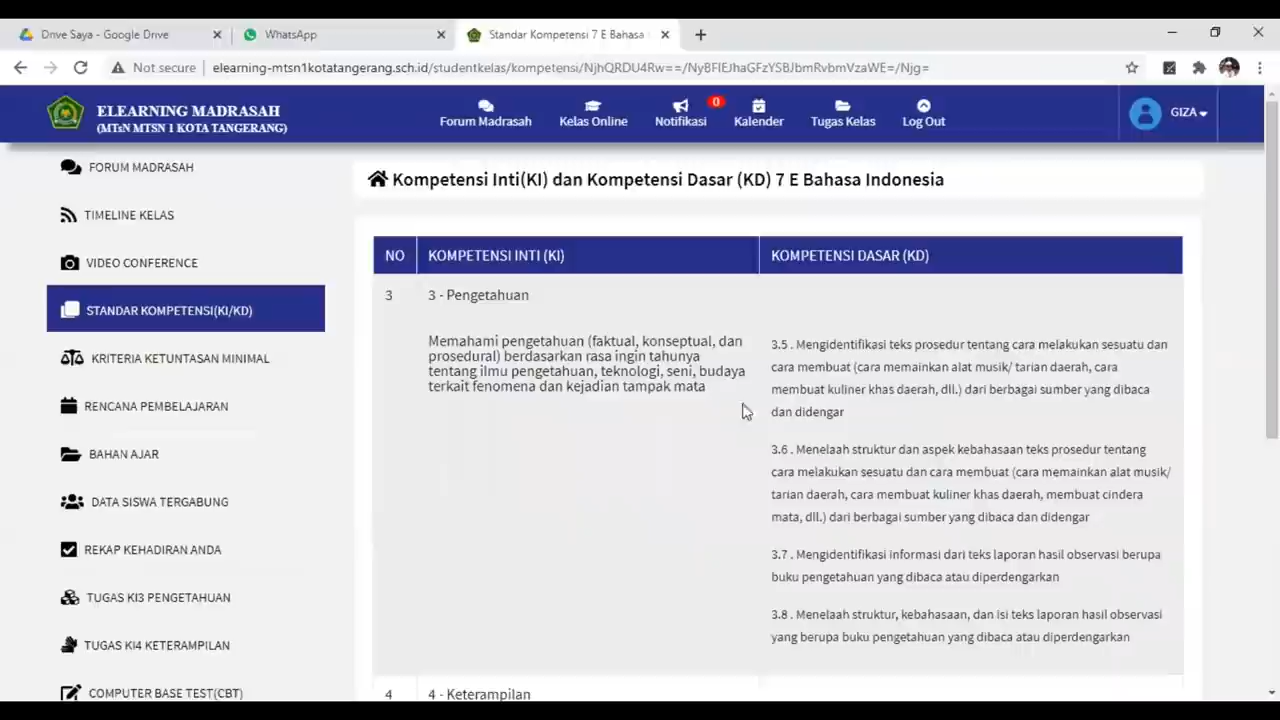 Drive Saya - Google Drive
WhatsApp
Standar Kompetensi 7 E Bahasa
Not secure
elearning-mtsn1kotatangerang.sch.id/studentkelas/kompetensi/NjhQRDU4Rw==/NyBFIEJhaGFzYSBJbmRvbmVzaWE=/Njg=
ELEARNING MADRASAH
(MTsN MTSN 1 KOTA TANGERANG)
Forum Madrasah
Kelas Online
0
Notifikasi
Kalender
Tugas Kelas
Log Out
GIZA
FORUM MADRASAH
TIMELINE KELAS
VIDEO CONFERENCE
STANDAR KOMPETENSI(KI/KD)
KRITERIA KETUNTASAN MINIMAL
RENCANA PEMBELAJARAN
BAHAN AJAR
DATA SISWA TERGABUNG
REKAP KEHADIRAN ANDA
TUGAS KI3 PENGETAHUAN
TUGAS KI4 KETERAMPILAN
COMPUTER BASE TEST(CBT)
Kompetensi Inti(KI) dan Kompetensi Dasar (KD) 7 E Bahasa Indonesia
NO
KOMPETENSI INTI (KI)
KOMPETENSI DASAR (KD)
3
3 - Pengetahuan
Memahami pengetahuan (faktual, konseptual, dan
prosedural) berdasarkan rasa ingin tahunya
tentang ilmu pengetahuan, teknologi, seni, budaya
terkait fenomena dan kejadian tampak mata
3.5 . Mengidentifikasi teks prosedur tentang cara melakukan sesuatu dan
cara membuat (cara memainkan alat musik/ tarian daerah, cara
membuat kuliner khas daerah, dll.) dari berbagai sumber yang dibaca
dan didengar
3.6 . Menelaah struktur dan aspek kebahasaan teks prosedur tentang
cara melakukan sesuatu dan cara membuat (cara memainkan alat musik/
tarian daerah, cara membuat kuliner khas daerah, membuat cindera
mata, dll.) dari berbagai sumber yang dibaca dan didengar
3.7 . Mengidentifikasi informasi dari teks laporan hasil observasi berupa
buku pengetahuan yang dibaca atau diperdengarkan
3.8 . Menelaah struktur, kebahasaan, dan isi teks laporan hasil observasi
yang berupa buku pengetahuan yang dibaca atau diperdengarkan
4
4 - Keterampilan